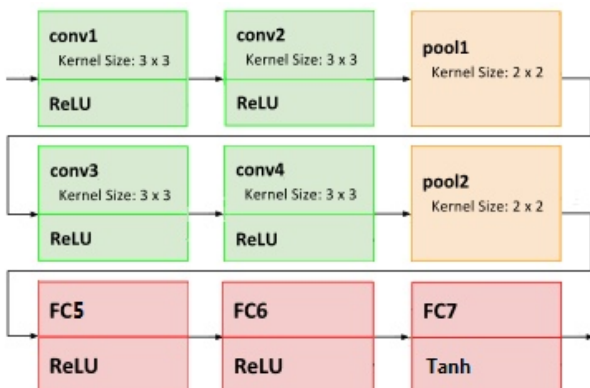 conv1
Kernel Size: 3 x 3
ReLU
conv2
Kernel Size: 3 x 3
ReLU
pool1
Kernel Size: 2 x 2
conv3
Kernel Size: 3 x 3
ReLU
conv4
Kernel Size: 3 x 3
ReLU
pool2
Kernel Size: 2 x 2
FC5
ReLU
FC6
ReLU
FC7
Tanh